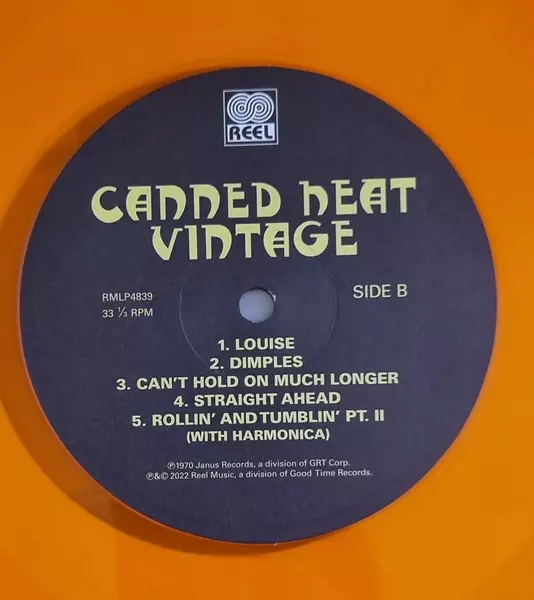 REEL
CANNED HEAT
VINTAGE
RMLP4839
33 ⅓ RPM
SIDE B
1. LOUISE
2. DIMPLES
3. CAN'T HOLD ON MUCH LONGER
4. STRAIGHT AHEAD
5. ROLLIN' AND TUMBLIN' PT. II
(WITH HARMONICA)
℗1970 Janus Records, a division of GRT Corp.
℗&© 2022 Reel Music, a division of Good Time Records.